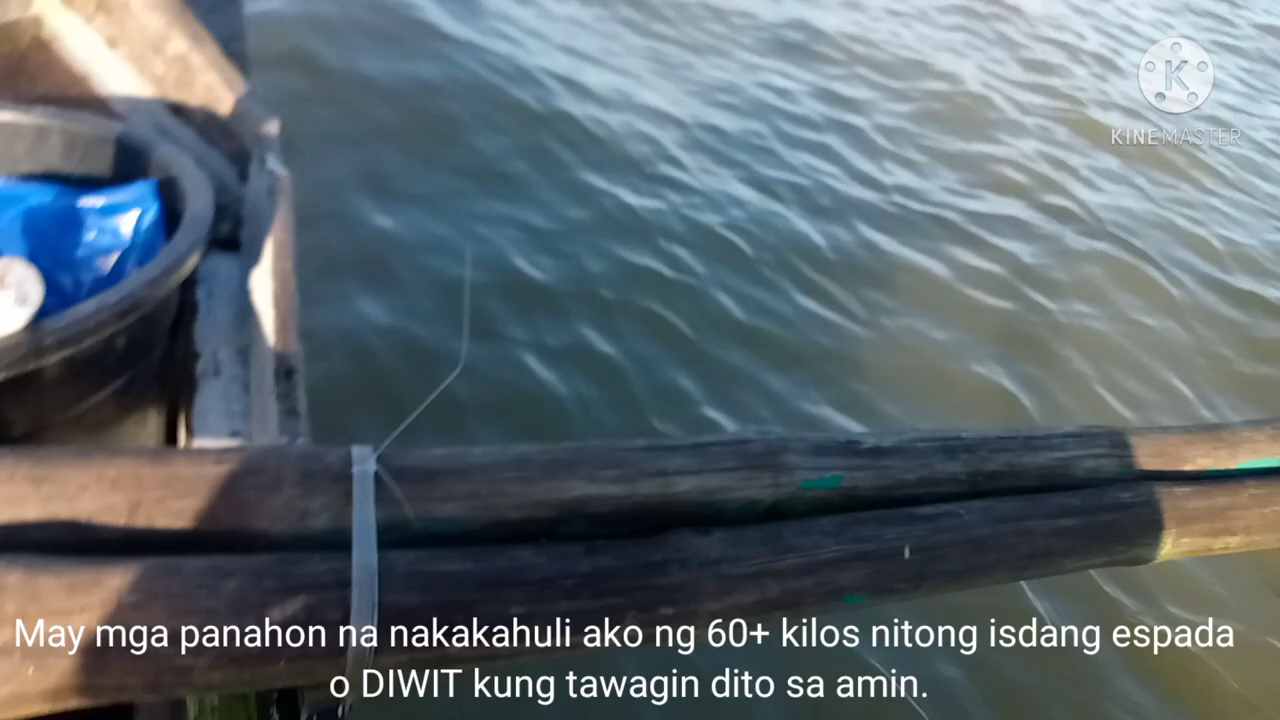 KINEMASTER
May mga panahon na nakakahuli ako ng 60+ kilos nitong isdang espada
o DIWIT kung tawagin dito sa amin.